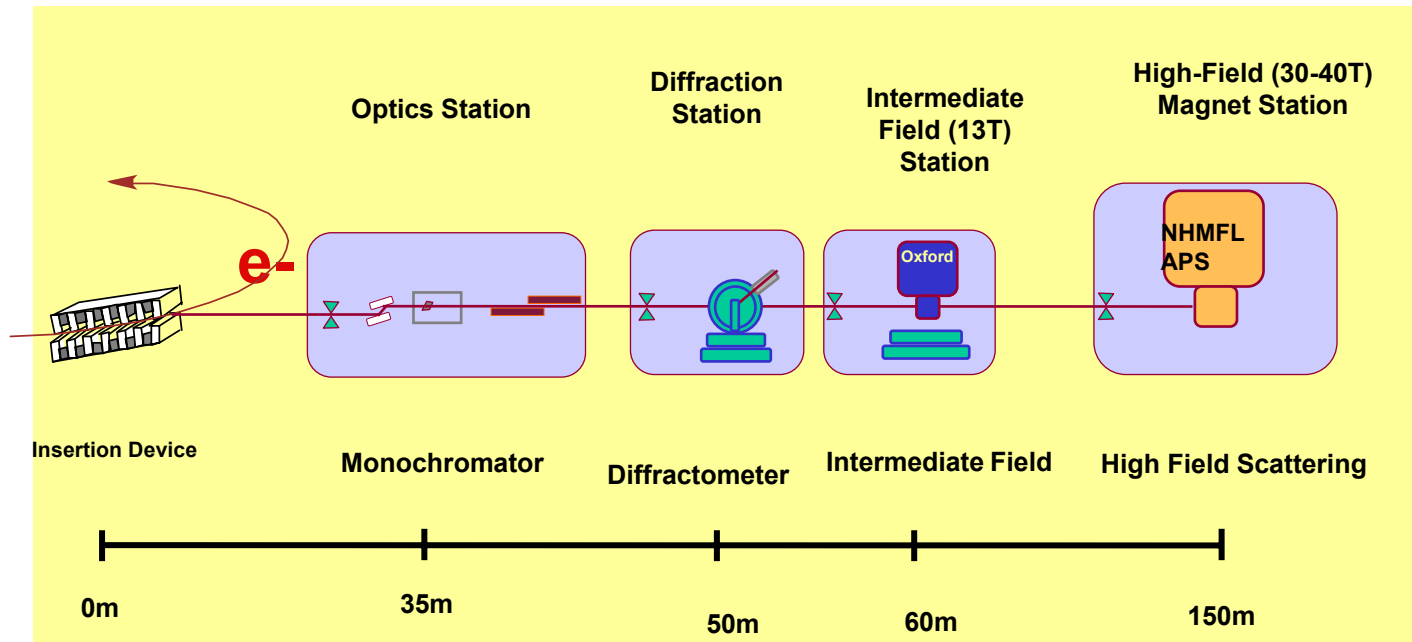 Optics Station
Diffraction
Station
Intermediate
Field (13T)
Station
High-Field (30-40T)
Magnet Station
e-
Oxford
NHMFL
APS
Insertion Device
Monochromator
Diffractometer
Intermediate Field
High Field Scattering
0m
35m
50m
60m
150m